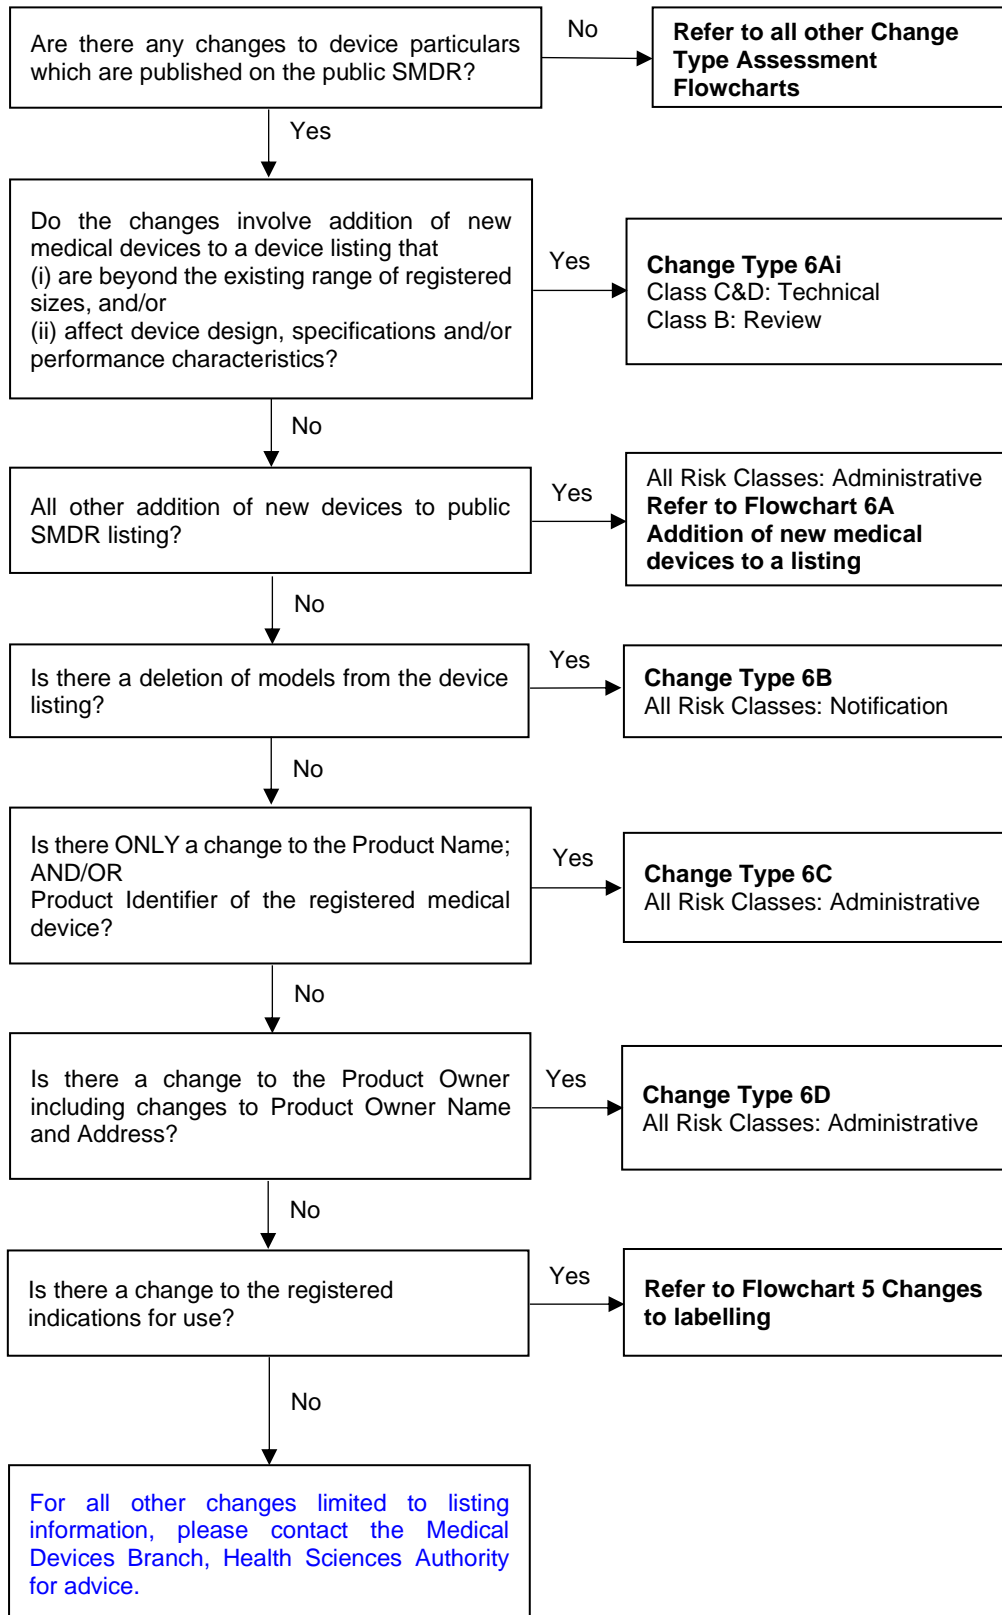 Are there any changes to device particulars
which are published on the public SMDR?
No
Refer to all other Change
Type Assessment
Flowcharts
Yes
Do the changes involve addition of new
medical devices to a device listing that
(i) are beyond the existing range of registered
sizes, and/or
(ii) affect device design, specifications and/or
performance characteristics?
Yes
Change Type 6Ai
Class C&D: Technical
Class B: Review
No
All other addition of new devices to public
SMDR listing?
Yes
All Risk Classes: Administrative
Refer to Flowchart 6A
Addition of new medical
devices to a listing
No
Is there a deletion of models from the device
listing?
Yes
Change Type 6B
All Risk Classes: Notification
No
Is there ONLY a change to the Product Name;
AND/OR
Product Identifier of the registered medical
device?
Yes
Change Type 6C
All Risk Classes: Administrative
No
Is there a change to the Product Owner
including changes to Product Owner Name
and Address?
Yes
Change Type 6D
All Risk Classes: Administrative
No
Is there a change to the registered
indications for use?
Yes
Refer to Flowchart 5 Changes
to labelling
No
For all other changes limited to listing
information, please contact the Medical
Devices Branch, Health Sciences Authority
for advice.